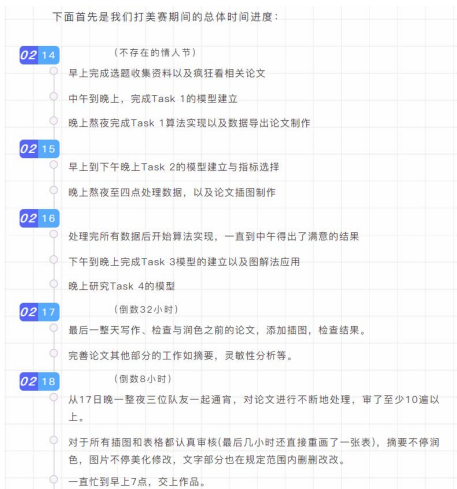 下面首先是我们打美赛期间的总体时间进度：
02 14 （不存在的情人节）
早上完成选题收集资料以及疯狂看相关论文
中午到晚上，完成Task 1的模型建立
晚上熬夜完成Task 1算法实现以及数据导出论文制作
02 15
早上到下午晚上Task 2的模型建立与指标选择
晚上熬夜至四点处理数据，以及论文插图制作
02 16
处理完所有数据后开始算法实现，一直到中午得出了满意的结果
下午到晚上完成Task 3模型的建立以及图解法应用
晚上研究Task 4的模型
02 17 （倒数32小时）
最后一整天写作、检查与润色之前的论文，添加插图，检查结果。
完善论文其他部分的工作如摘要，灵敏性分析等。
02 18 （倒数8小时）
从17日晚一整夜三位队友一起通宵，对论文进行不断地处理，审了至少10遍以
上。
对于所有插图和表格都认真审核(最后几小时还直接重画了一张表)，摘要不停润
色，图片不停美化修改，文字部分也在规定范围内删删改改。
一直忙到早上7点，交上作品。